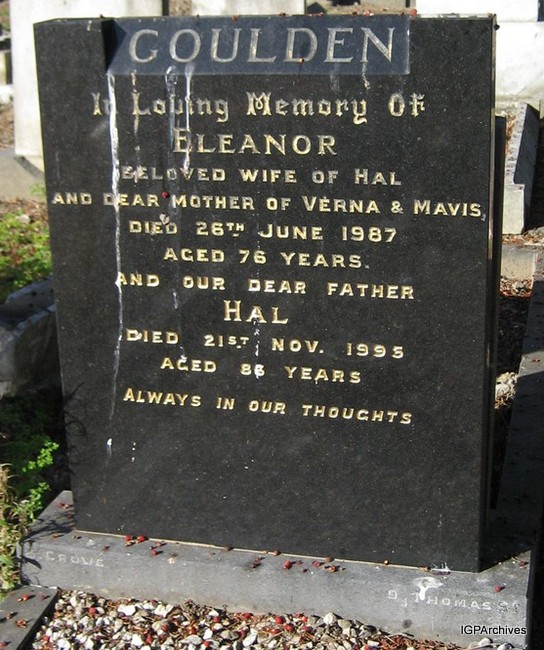 GOULDEN
In Loving Memory Of
ELEANOR
BELOVED WIFE OF HAL
AND DEAR MOTHER OF VERNA & MAVIS
DIED 26TH JUNE 1987
AGED 76 YEARS.
AND OUR DEAR FATHER
HAL
DIED 21ST NOV. 1995
AGED 86 YEARS
ALWAYS IN OUR THOUGHTS
CROWE
THOMAS
IGPArchives